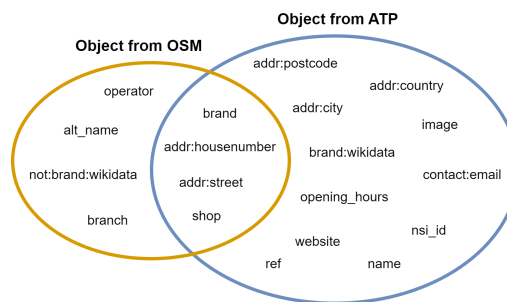 Object from ATP
Object from OSM
operator
alt_name
not:brand:wikidata
branch
brand
addr:housenumber
addr:street
shop
addr:postcode
addr:country
addr:city
image
brand:wikidata
contact:email
opening_hours
nsi_id
website
ref
name